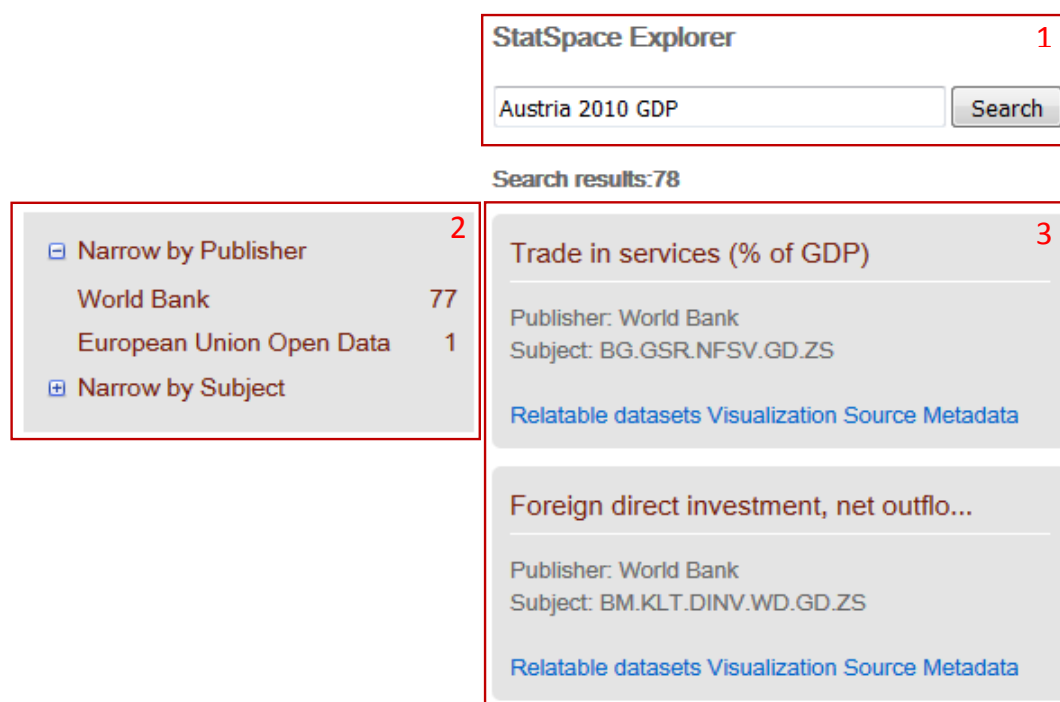 StatSpace Explorer 1
Austria 2010 GDP Search
Search results:78
2
Narrow by Publisher
World Bank 77
European Union Open Data 1
Narrow by Subject
3
Trade in services (% of GDP)
Publisher: World Bank
Subject: BG.GSR.NFSV.GD.ZS
Relatable datasets Visualization Source Metadata
Foreign direct investment, net outflo...
Publisher: World Bank
Subject: BM.KLT.DINV.WD.GD.ZS
Relatable datasets Visualization Source Metadata